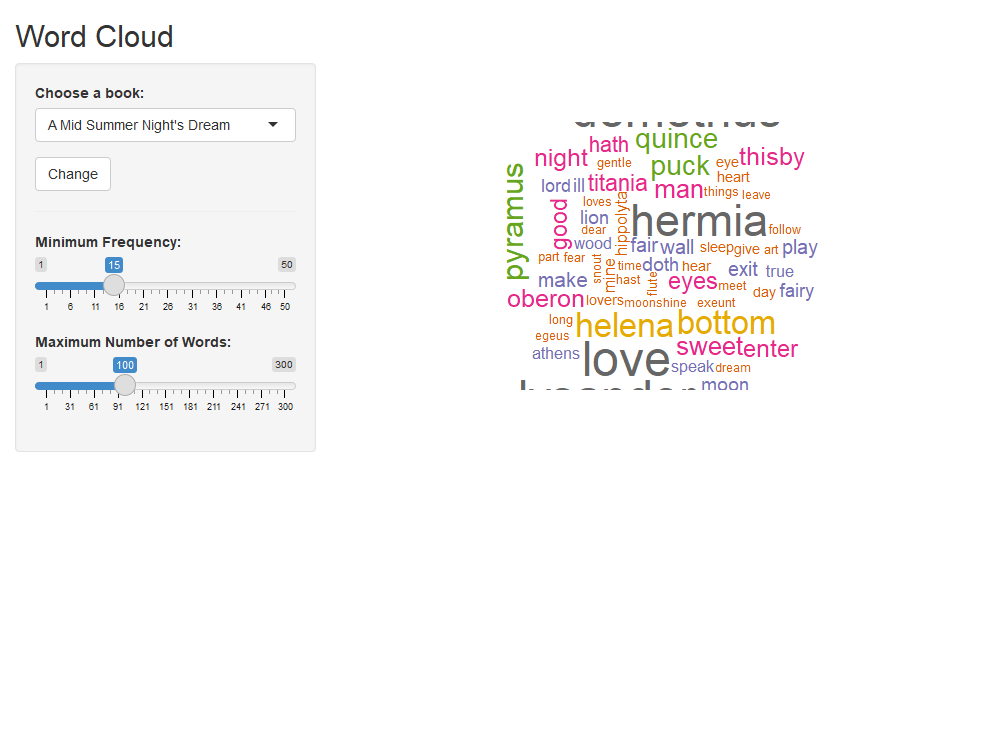 Word Cloud
Choose a book:
A Mid Summer Night's Dream
Change
Minimum Frequency:
1 15 50
1 6 11 16 21 26 31 36 41 46 50
Maximum Number of Words:
1 100 300
1 31 61 91 121 151 181 211 241 271 300
demetrius
hath quince
night gentle puck eye thisby
pyramus
lord ill titania man things heart leave
good loves hippolyta
lion hermia
dear follow
wood fair wall sleep give art play
part fear snout mine time doth hear exit true
make hast flute eyes meet day fairy
oberon lovers moonshine exeunt
long helena bottom
egeus
athens love sweet enter
speak dream
lysander moon